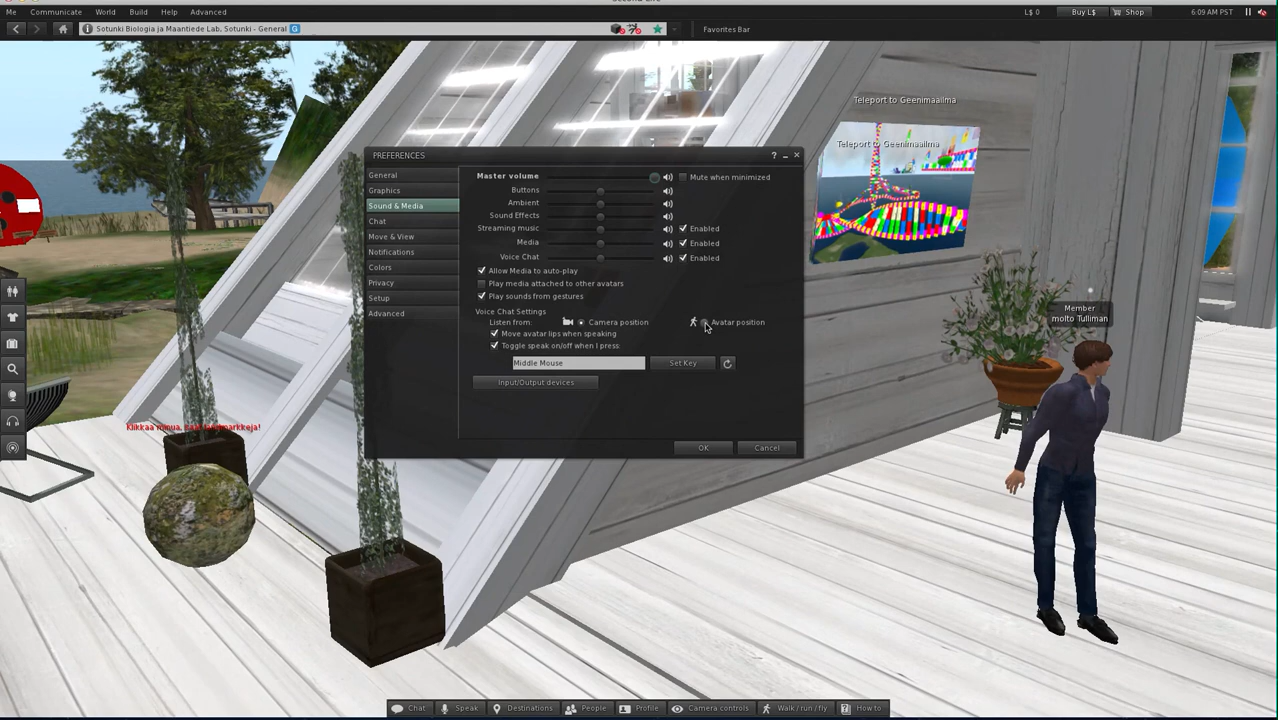 Second Life
Me Communicate World Build Help Advanced
L$ 0 Buy L$ Shop 6:09 AM PST
Sotunki Biologia ja Maantiede Lab, Sotunki - General G
Favorites Bar
Teleport to Geenimaailma
Teleport to Geenimaailma
Member
molto Tulliman
Klikkaa minua,
PREFERENCES ? _ ×
General
Graphics
Sound & Media
Chat
Move & View
Notifications
Colors
Privacy
Setup
Advanced
Master volume Mute when minimized
Buttons
Ambient
Sound Effects
Streaming music Enabled
Media Enabled
Voice Chat Enabled
Allow Media to auto-play
Play media attached to other avatars
Play sounds from gestures
Voice Chat Settings
Listen from: Camera position Avatar position
Move avatar lips when speaking
Toggle speak on/off when I press:
Middle Mouse Set Key
Input/Output devices
OK Cancel
Chat Speak Destinations People Profile Camera controls Walk / run / fly How to